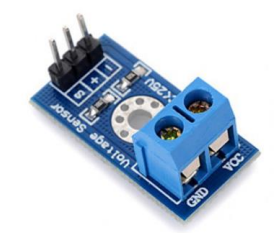 S + -
<25V
Voltage Sensor
GND VCC